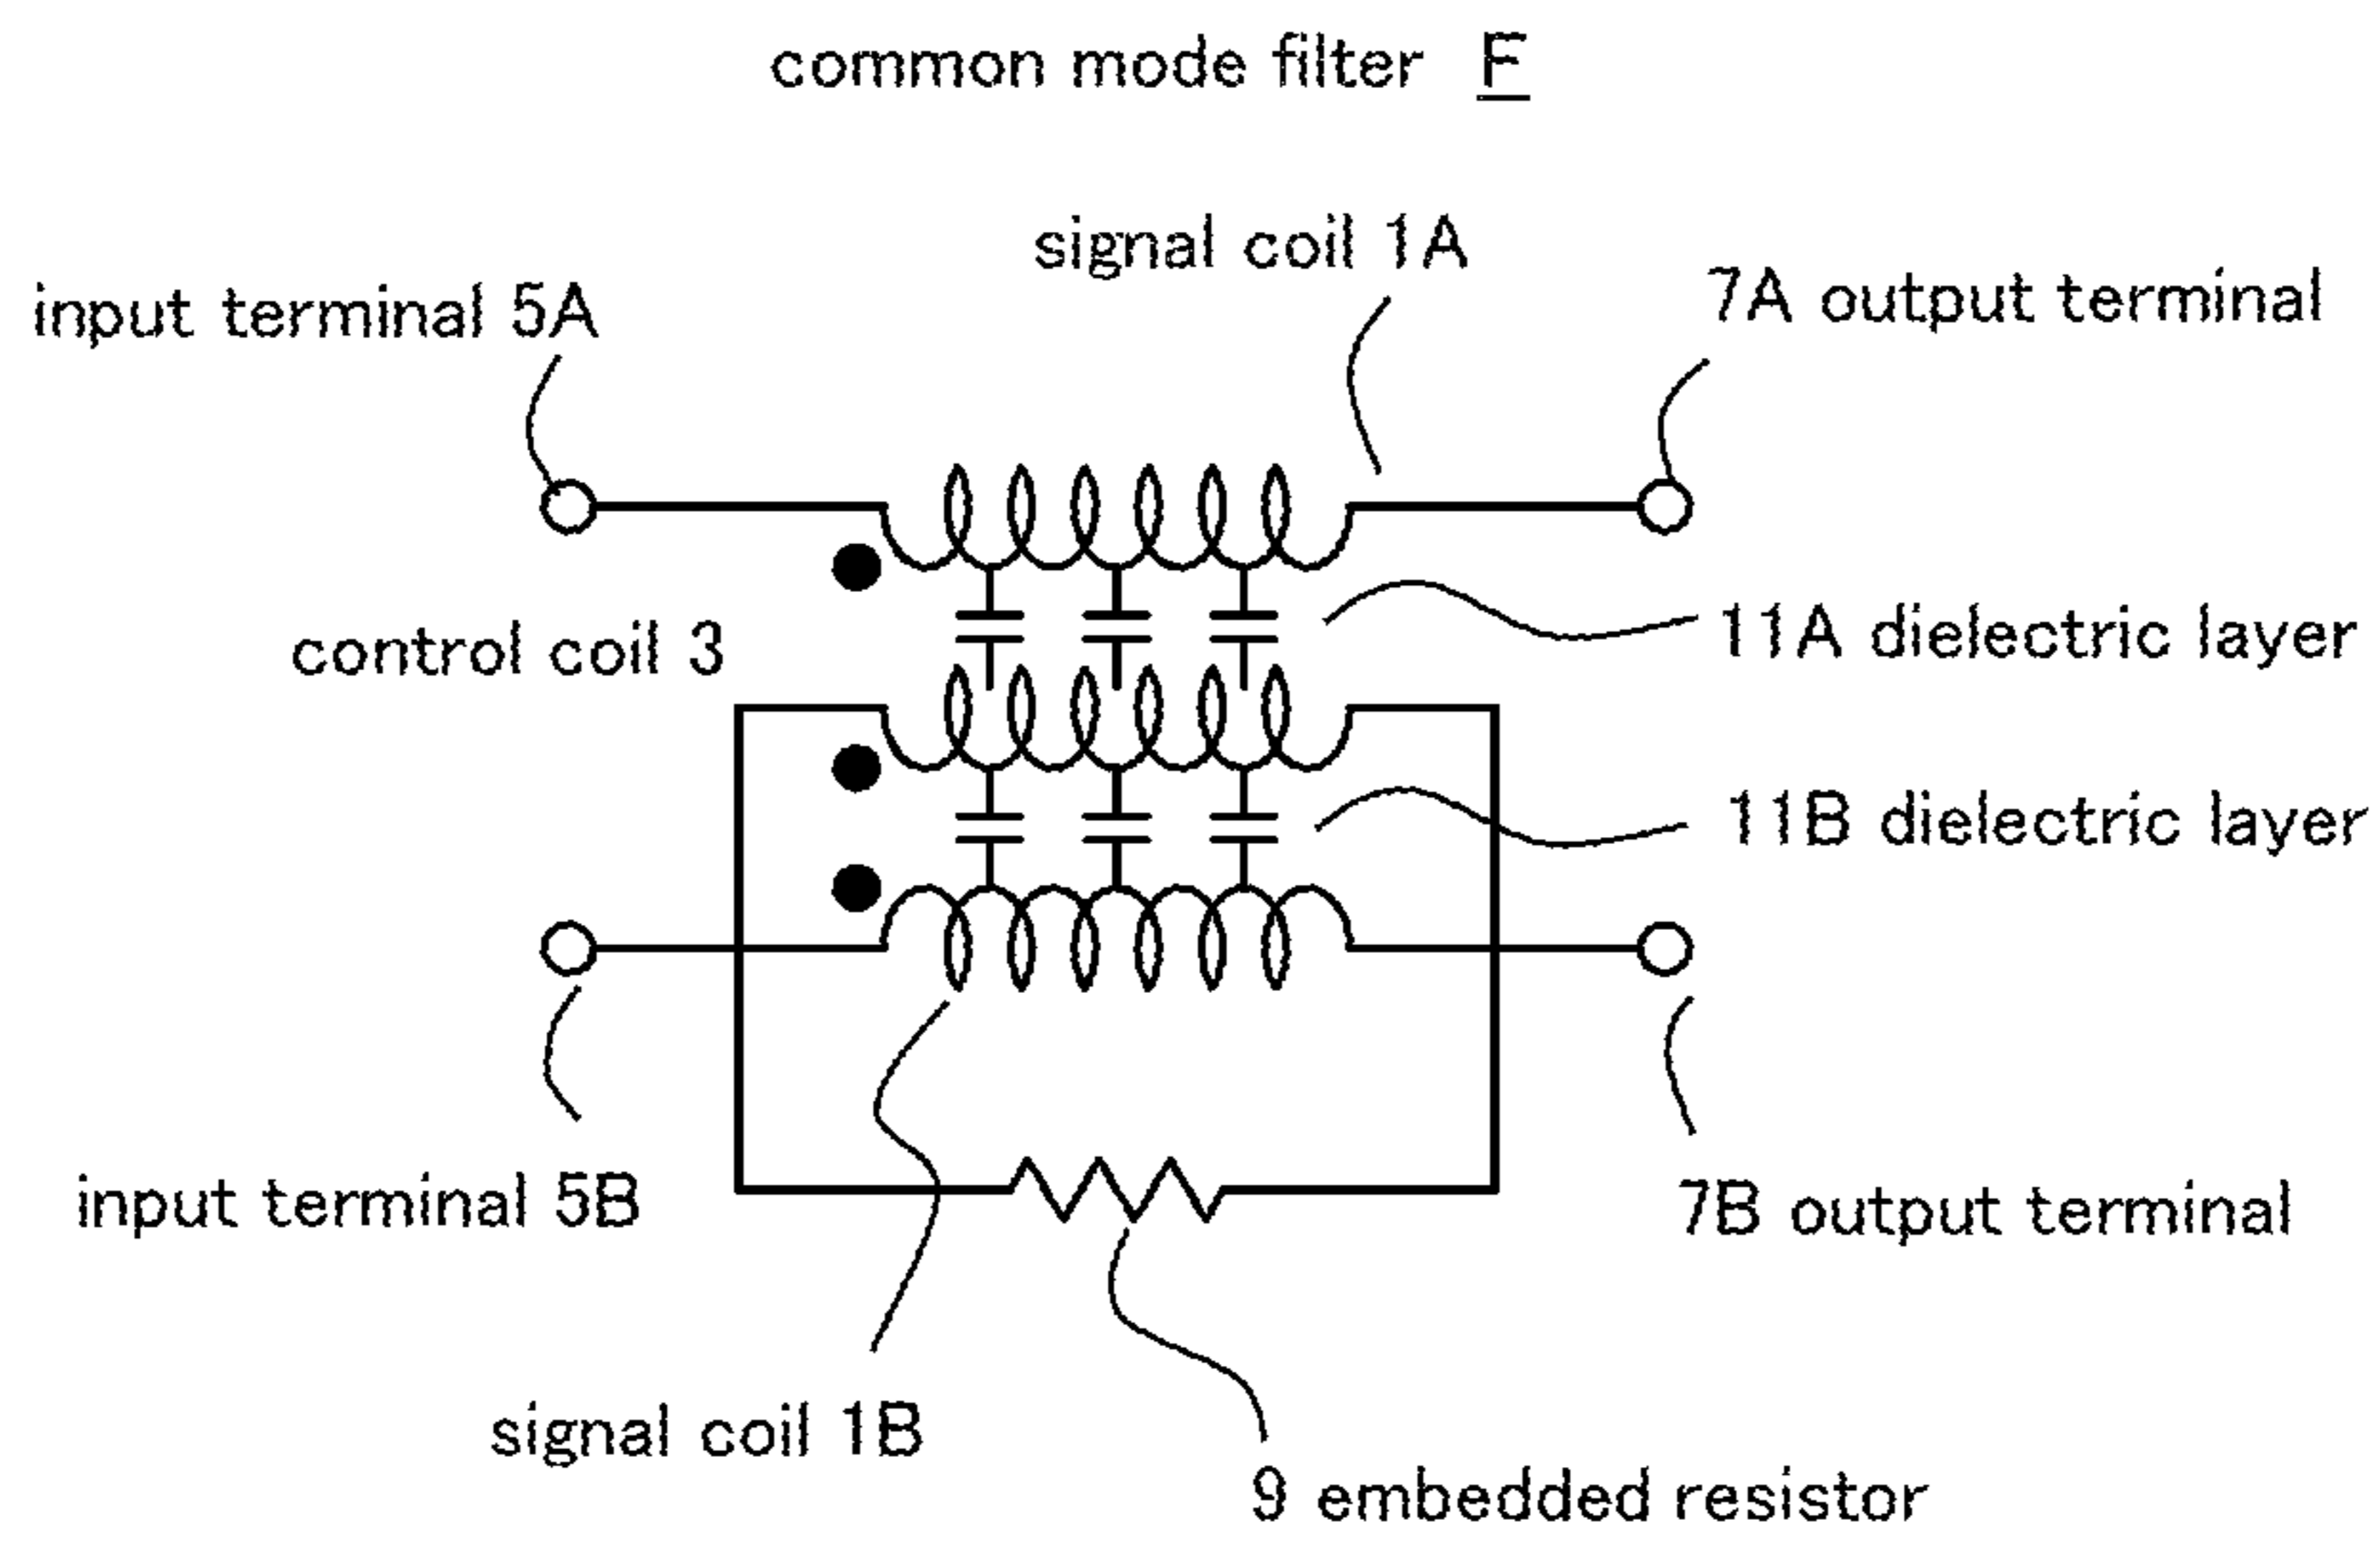 common mode filter F
signal coil 1A
input terminal 5A
7A output terminal
control coil 3
11A dielectric layer
11B dielectric layer
input terminal 5B
7B output terminal
signal coil 1B
9 embedded resistor